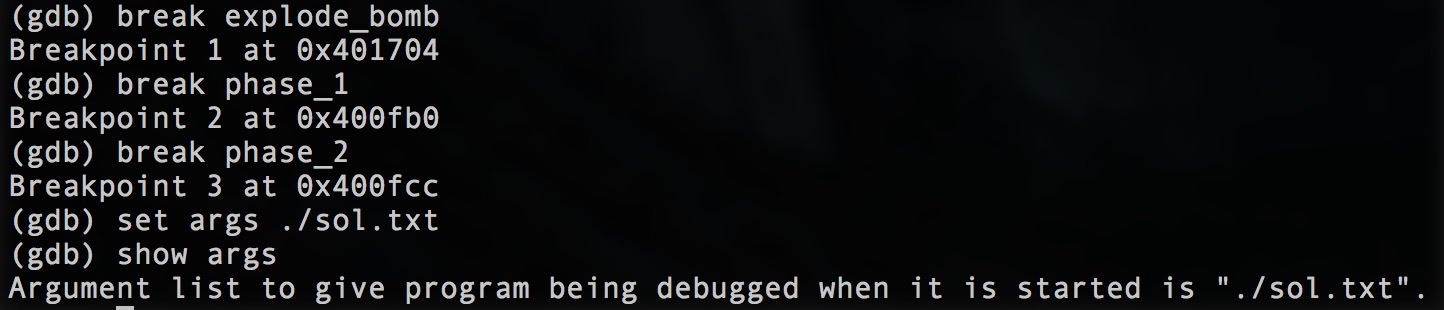 (gdb) break explode_bomb
Breakpoint 1 at 0x401704
(gdb) break phase_1
Breakpoint 2 at 0x400fb0
(gdb) break phase_2
Breakpoint 3 at 0x400fcc
(gdb) set args ./sol.txt
(gdb) show args
Argument list to give program being debugged when it is started is "./sol.txt".